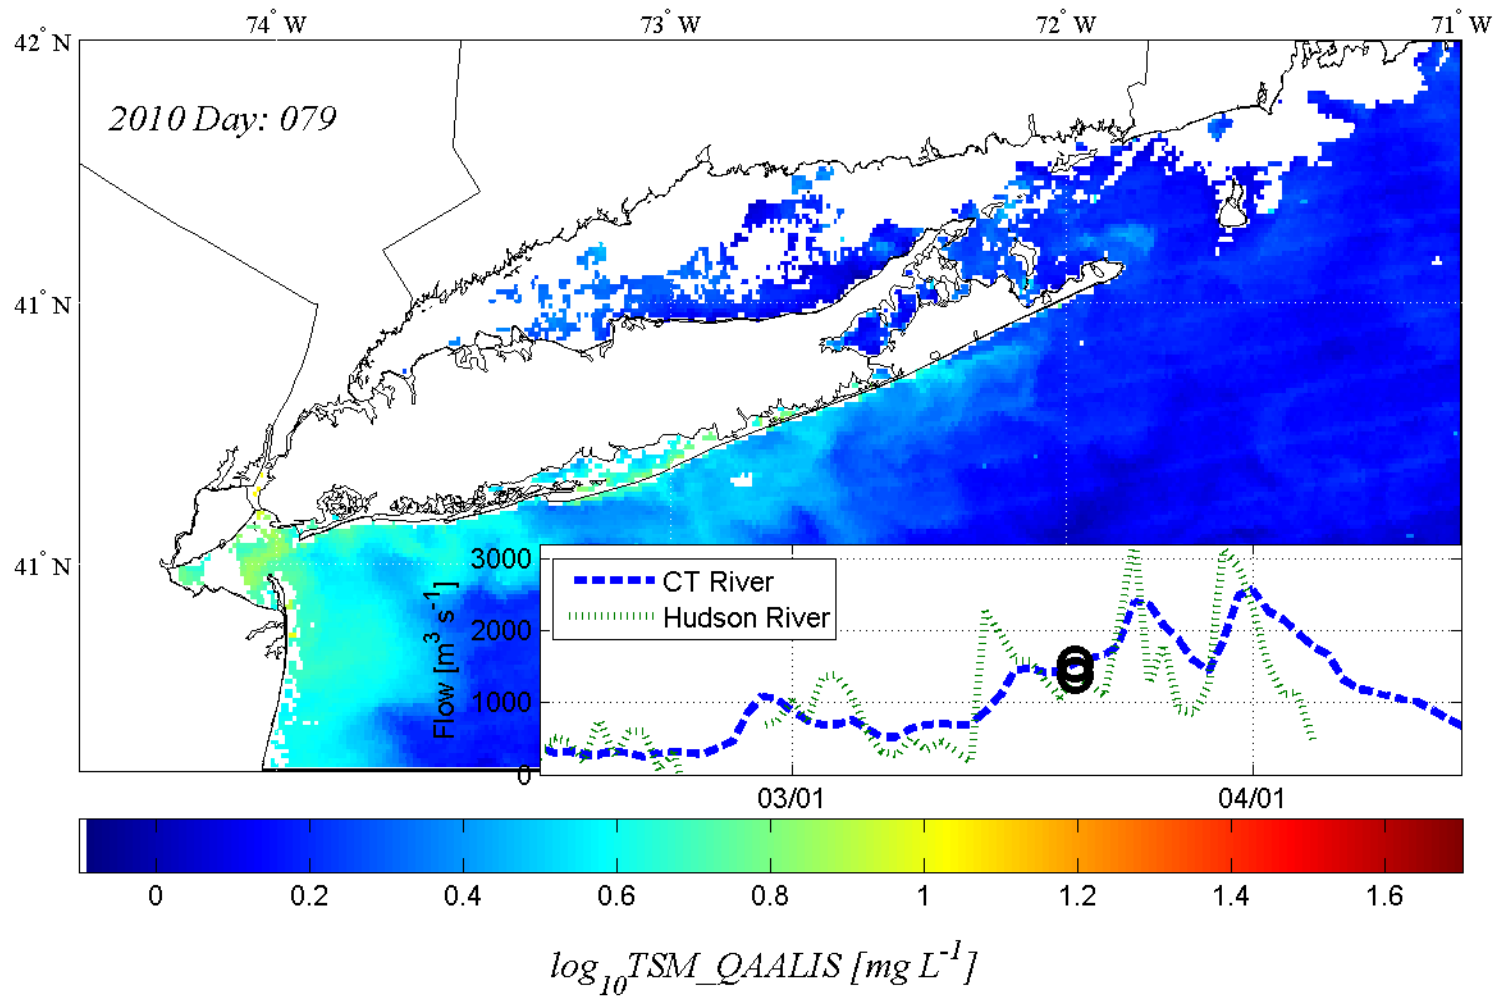 74° W 73° W 72° W 71° W
42° N
2010 Day: 079
41° N
41° N
3000
2000
1000
0
Flow [m³ s⁻¹]
CT River
Hudson River
03/01 04/01
0 0.2 0.4 0.6 0.8 1 1.2 1.4 1.6
log₁₀TSM_QAALIS [mg L⁻¹]